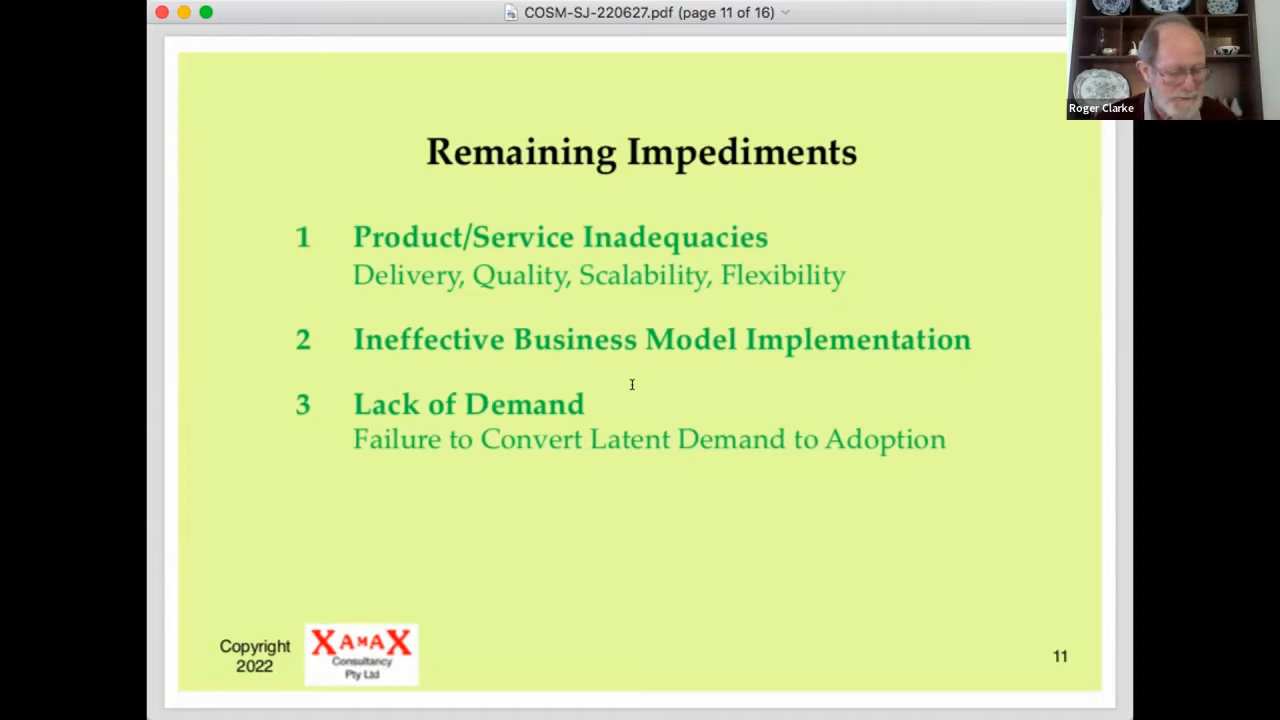 COSM-SJ-220627.pdf (page 11 of 16)
Roger Clarke
Remaining Impediments
1 Product/Service Inadequacies
Delivery, Quality, Scalability, Flexibility
2 Ineffective Business Model Implementation
3 Lack of Demand
Failure to Convert Latent Demand to Adoption
Copyright
2022
XAMAX
Consultancy
Pty Ltd
11